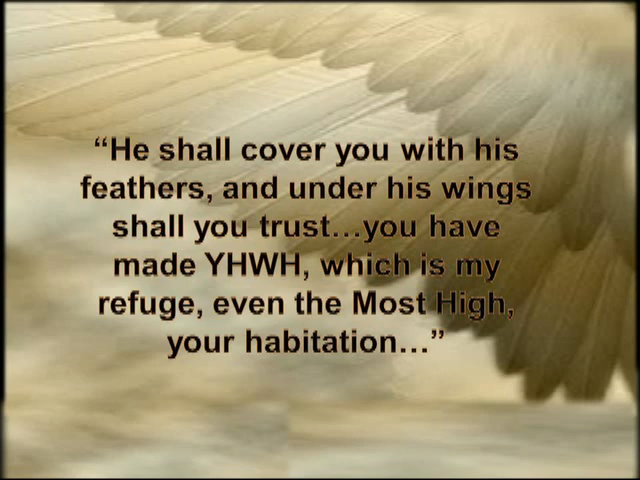 “He shall cover you with his
feathers, and under his wings
shall you trust…you have
made YHWH, which is my
refuge, even the Most High,
your habitation…”